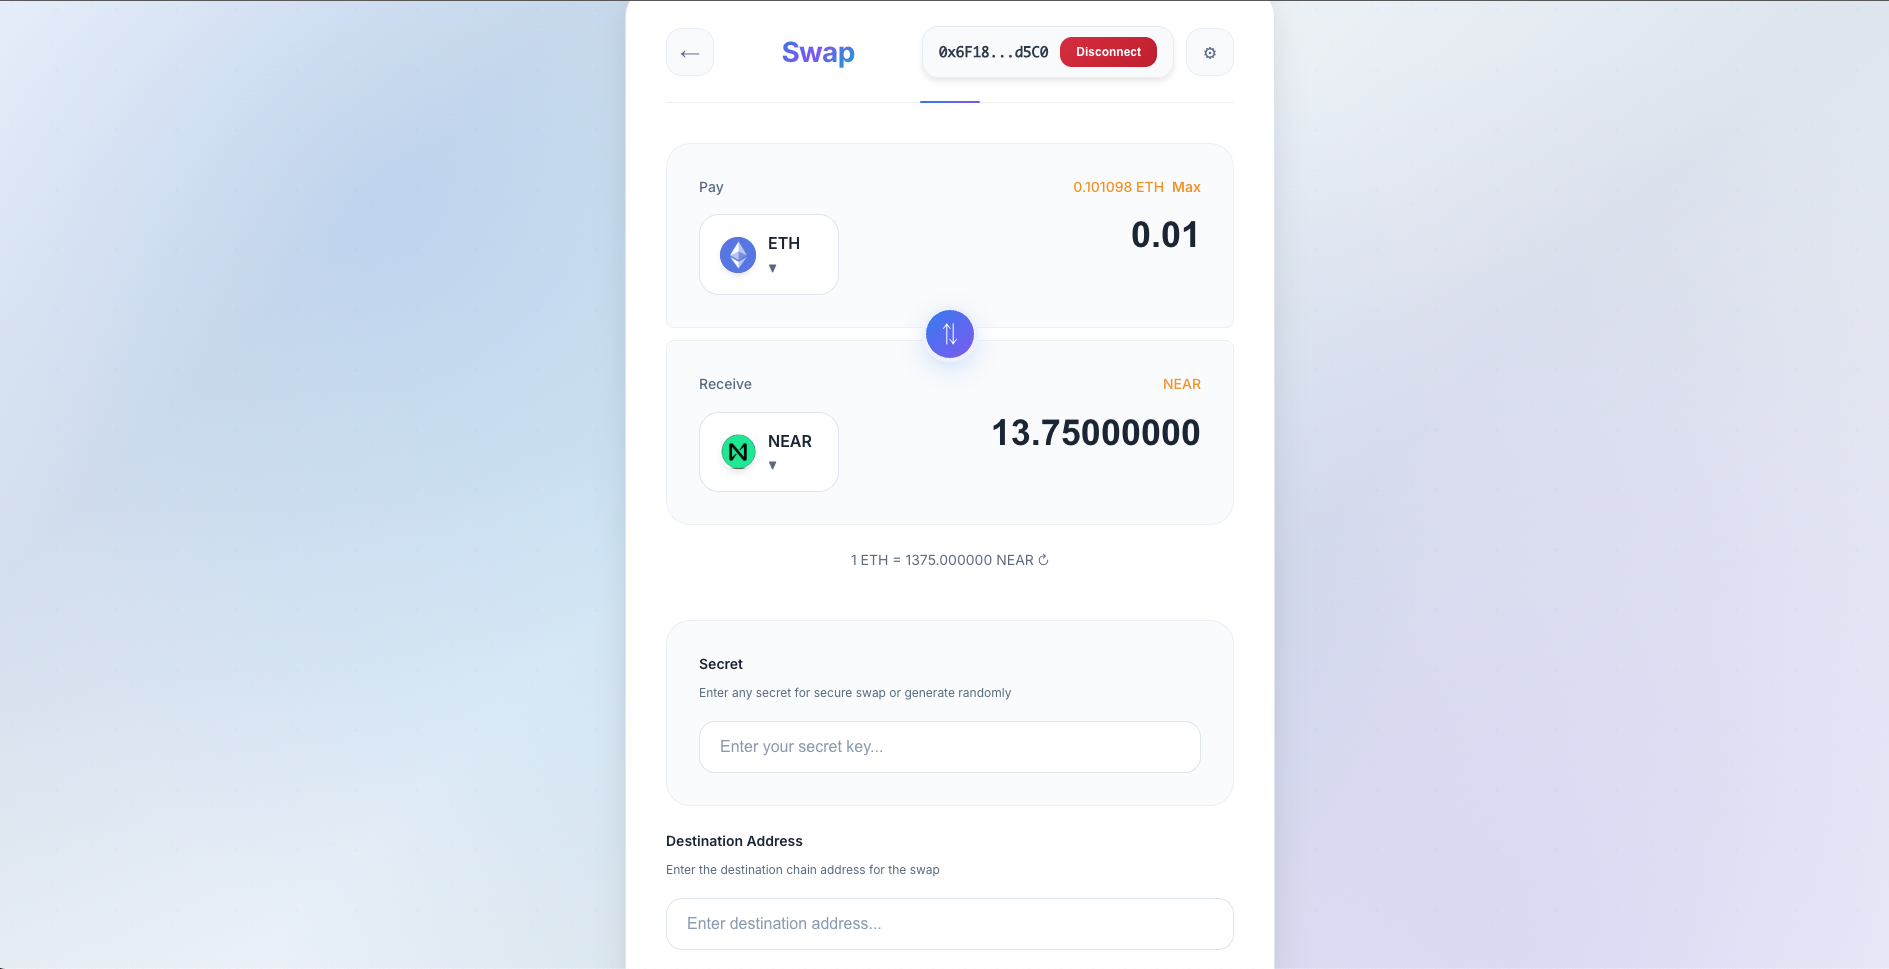 Swap
0x6F18...d5C0
Disconnect
Pay
0.101098 ETH Max
ETH
0.01
Receive
NEAR
NEAR
13.75000000
1 ETH = 1375.000000 NEAR ↻
Secret
Enter any secret for secure swap or generate randomly
Enter your secret key...
Destination Address
Enter the destination chain address for the swap
Enter destination address...